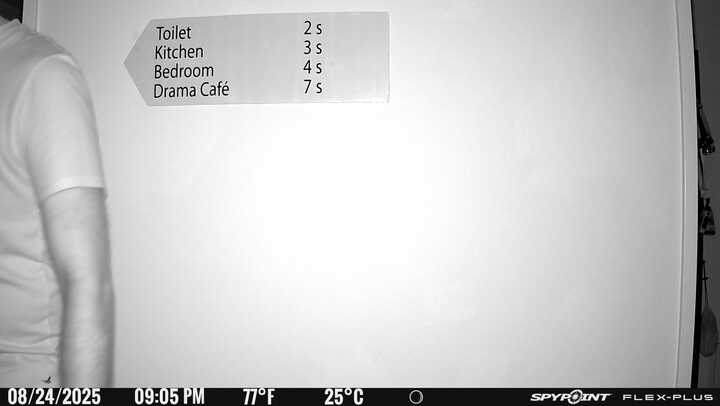 Toilet 2 s
Kitchen 3 s
Bedroom 4 s
Drama Café 7 s
08/24/2025 09:05 PM 77°F 25°C SPYPOINT FLEX-PLUS